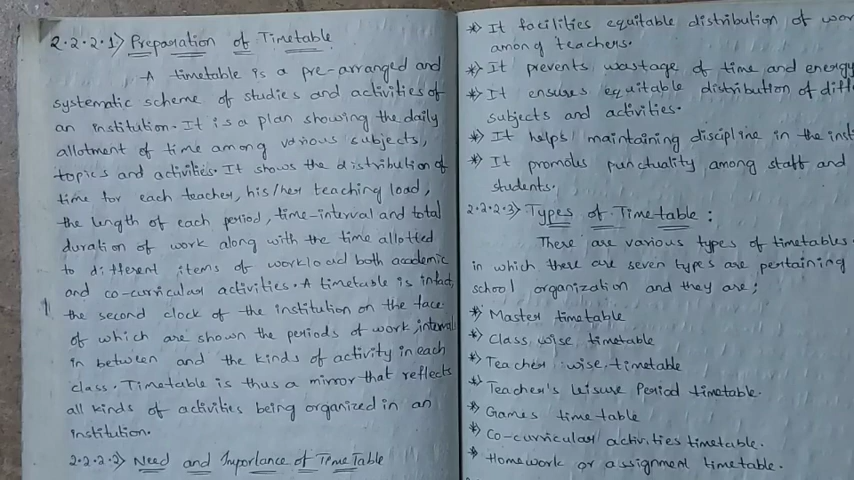 2.2.2.1) Preparation of Timetable
A timetable is a pre-arranged and
systematic scheme of studies and activities of
an institution. It is a plan showing the daily
allotment of time among various subjects,
topics and activities. It shows the distribution of
time for each teacher, his/her teaching load,
the length of each period, time-interval and total
duration of work along with the time allotted
to different items of workload both academic
and co-curricular activities. A timetable is infact,
the second clock of the institution on the face
of which are shown the periods of work, interval
in between and the kinds of activity in each
class. Timetable is thus a mirror that reflects
all kinds of activities being organized in an
institution.
2.2.2.2) Need and Importance of Time Table
* It facilities equitable distribution of wor
among teachers.
* It prevents wastage of time and energy
* It ensures equitable distribution of diff
subjects and activities.
* It helps maintaining discipline in the inst
* It promotes punctuality among staff and
students.
2.2.2.3) Types of Timetable :
There are various types of timetables.
in which there are seven types are pertaining
school organization and they are;
* Master timetable
* Class wise timetable
* Teacher wise timetable
* Teacher's leisure Period timetable.
* Games time table
* Co-curricular activities timetable.
* Homework or assignment timetable.